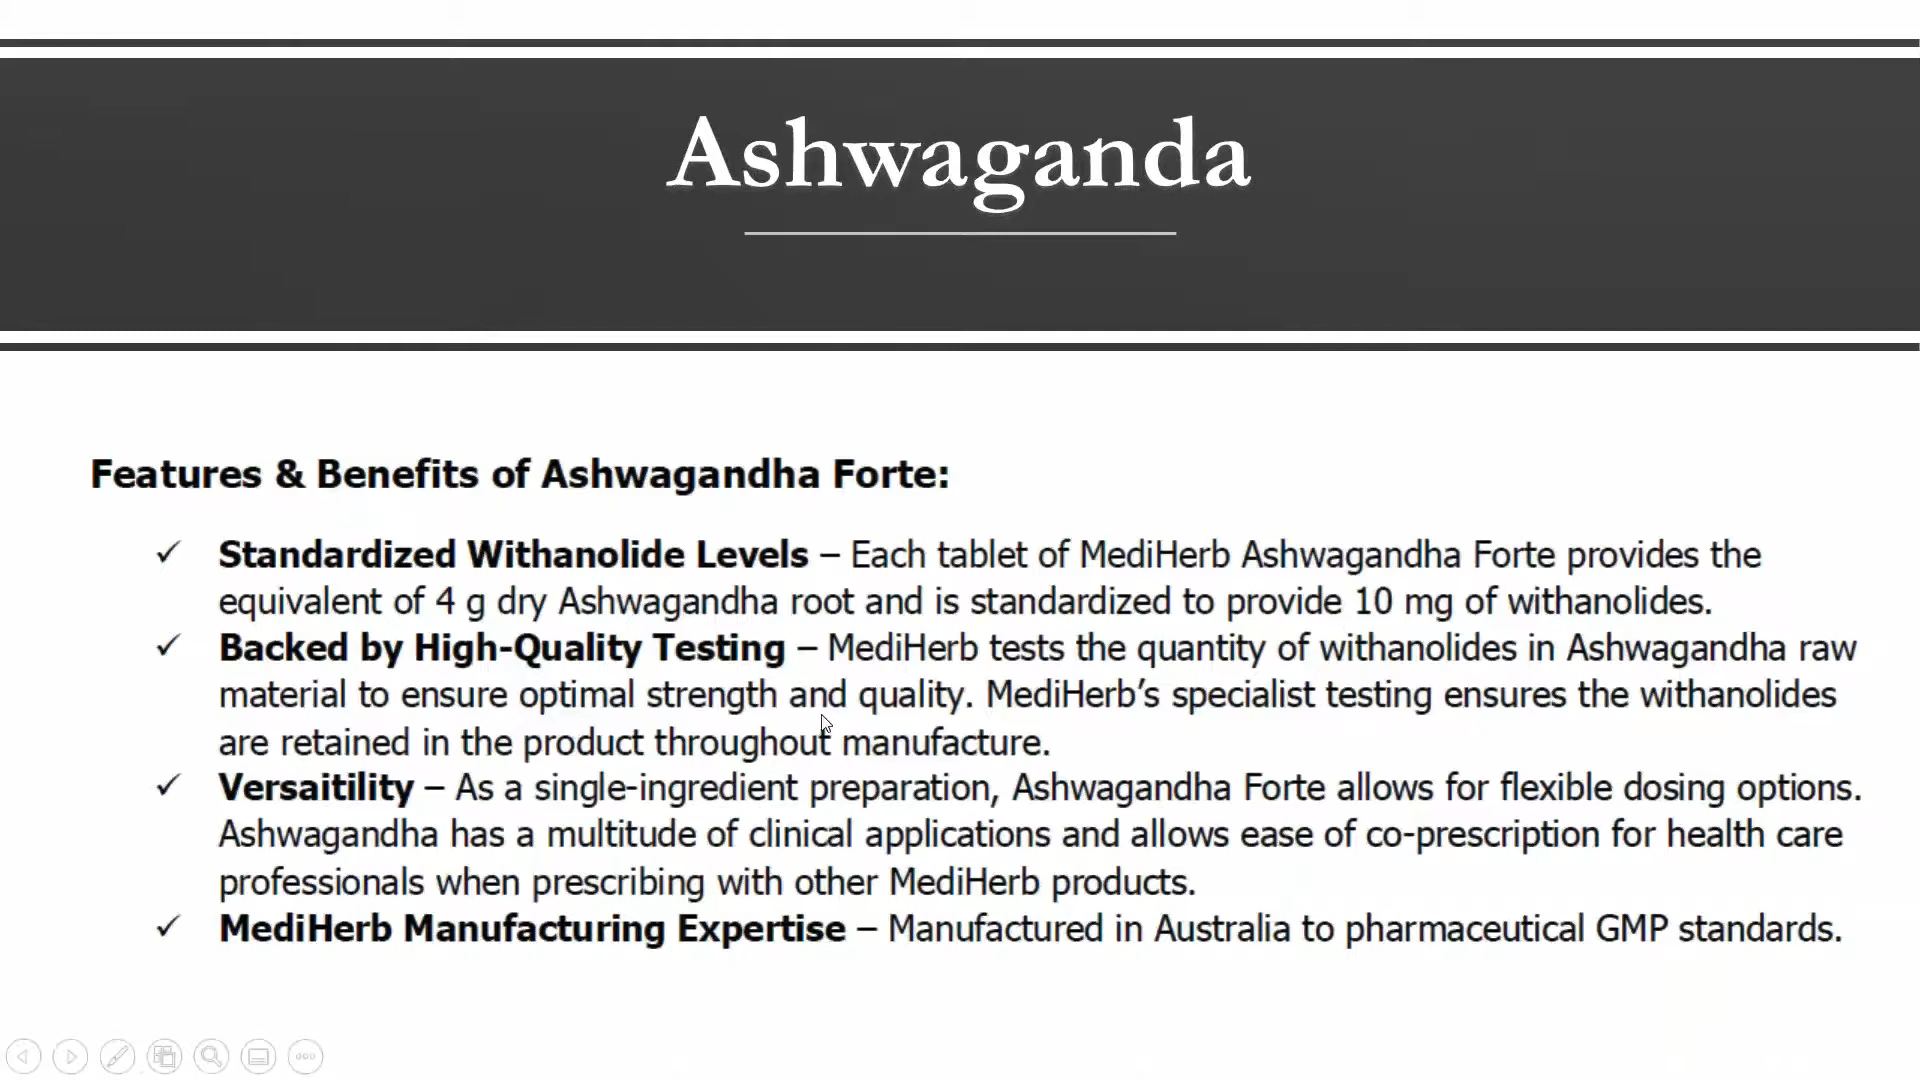 Ashwaganda
Features & Benefits of Ashwagandha Forte:
✓ Standardized Withanolide Levels – Each tablet of MediHerb Ashwagandha Forte provides the
equivalent of 4 g dry Ashwagandha root and is standardized to provide 10 mg of withanolides.
✓ Backed by High-Quality Testing – MediHerb tests the quantity of withanolides in Ashwagandha raw
material to ensure optimal strength and quality. MediHerb’s specialist testing ensures the withanolides
are retained in the product throughout manufacture.
✓ Versaitility – As a single-ingredient preparation, Ashwagandha Forte allows for flexible dosing options.
Ashwagandha has a multitude of clinical applications and allows ease of co-prescription for health care
professionals when prescribing with other MediHerb products.
✓ MediHerb Manufacturing Expertise – Manufactured in Australia to pharmaceutical GMP standards.